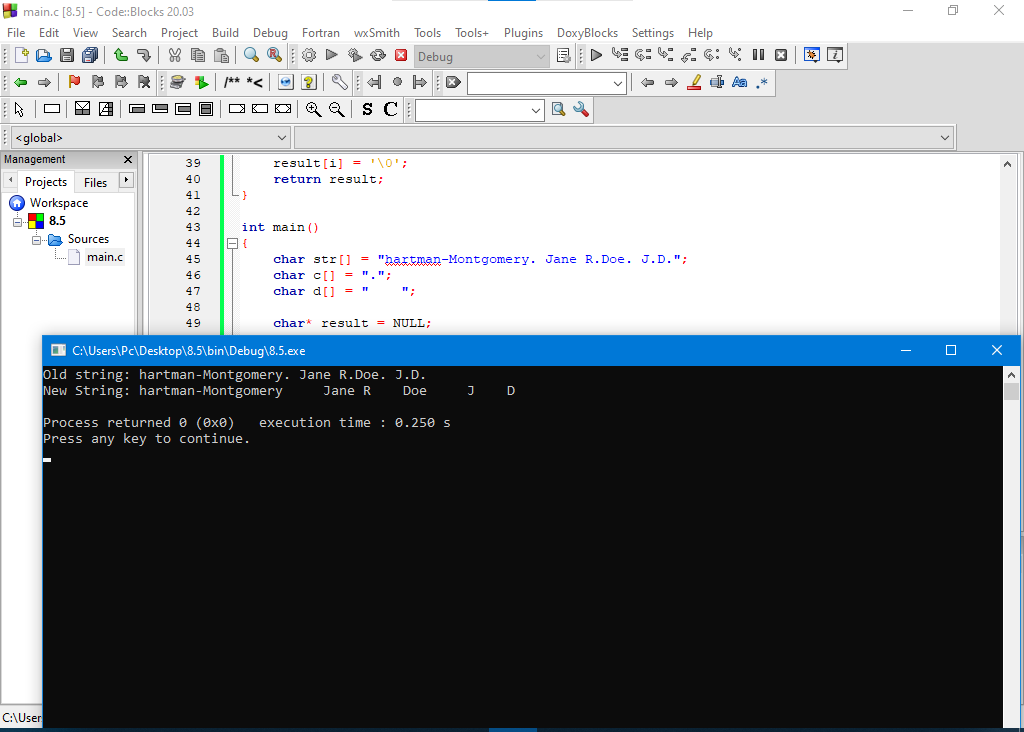 main.c [8.5] - Code::Blocks 20.03
File Edit View Search Project Build Debug Fortran wxSmith Tools Tools+ Plugins DoxyBlocks Settings Help
Debug
/** *<
Aa .*
S C
<global>
Management
Projects Files
Workspace
8.5
Sources
main.c
39 result[i] = '\0';
40 return result;
41 }
42
43 int main()
44 {
45 char str[] = "hartman-Montgomery. Jane R.Doe. J.D.";
46 char c[] = ".";
47 char d[] = "    ";
48
49 char* result = NULL;
C:\Users\Pc\Desktop\8.5\bin\Debug\8.5.exe
Old string: hartman-Montgomery. Jane R.Doe. J.D.
New String: hartman-Montgomery     Jane R    Doe     J    D
Process returned 0 (0x0)   execution time : 0.250 s
Press any key to continue.
C:\User